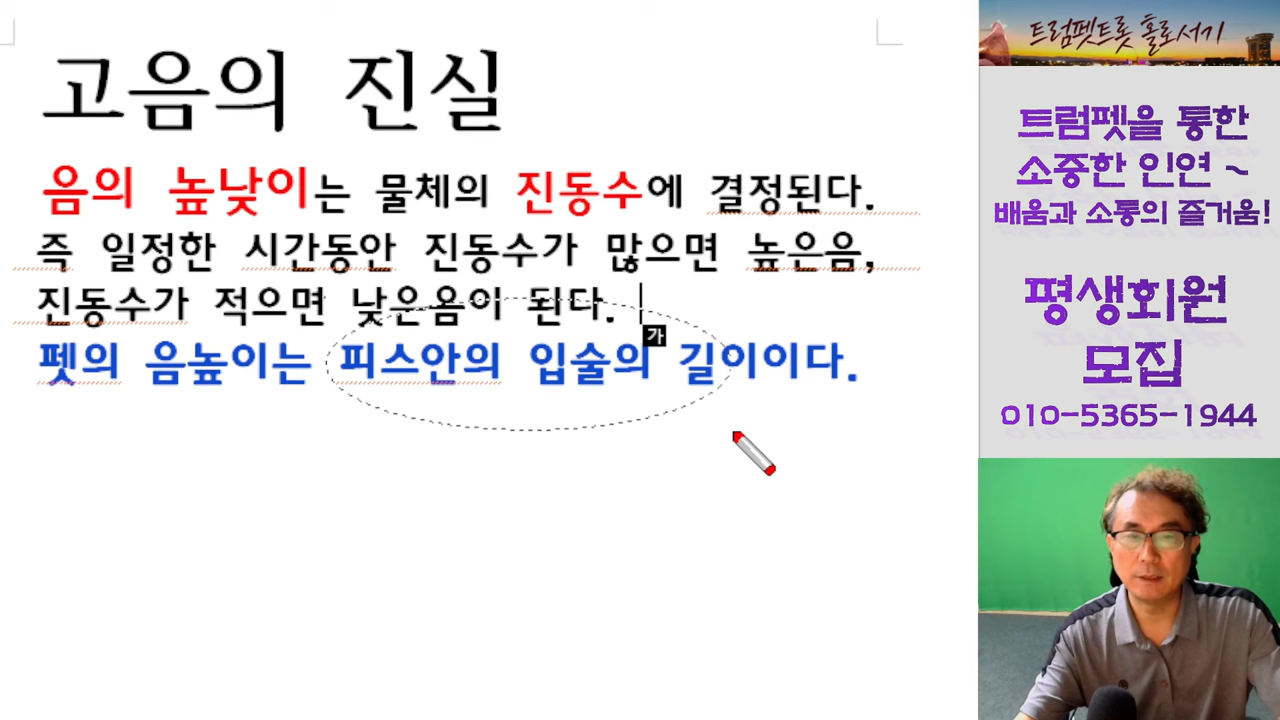 고음의 진실
음의 높낮이는 물체의 진동수에 결정된다.
즉 일정한 시간동안 진동수가 많으면 높은음,
진동수가 적으면 낮은음이 된다.
가
펫의 음높이는 피스안의 입술의 길이이다.
트럼펫트롯 홀로서기
트럼펫을 통한
소중한 인연 ~
배움과 소통의 즐거움!
평생회원
모집
010-5365-1944